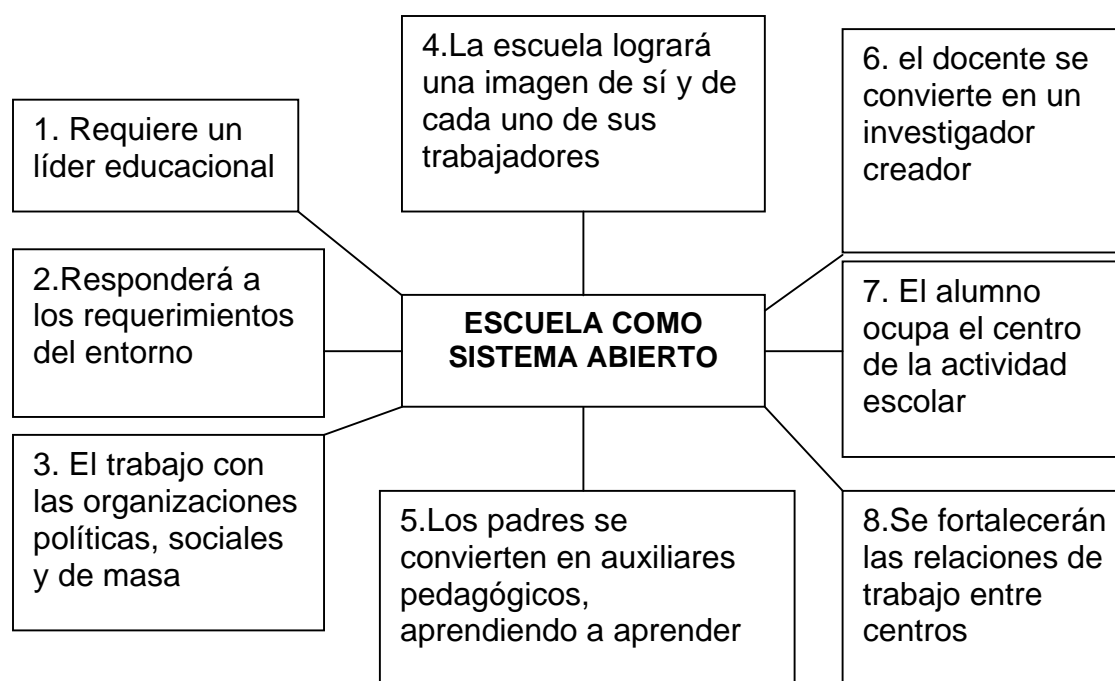 1. Requiere un
líder educacional
2.Responderá a
los requerimientos
del entorno
3. El trabajo con
las organizaciones
políticas, sociales
y de masa
4.La escuela logrará
una imagen de sí y de
cada uno de sus
trabajadores
ESCUELA COMO
SISTEMA ABIERTO
5.Los padres se
convierten en auxiliares
pedagógicos,
aprendiendo a aprender
6. el docente se
convierte en un
investigador
creador
7. El alumno
ocupa el centro
de la actividad
escolar
8.Se fortalecerán
las relaciones de
trabajo entre
centros